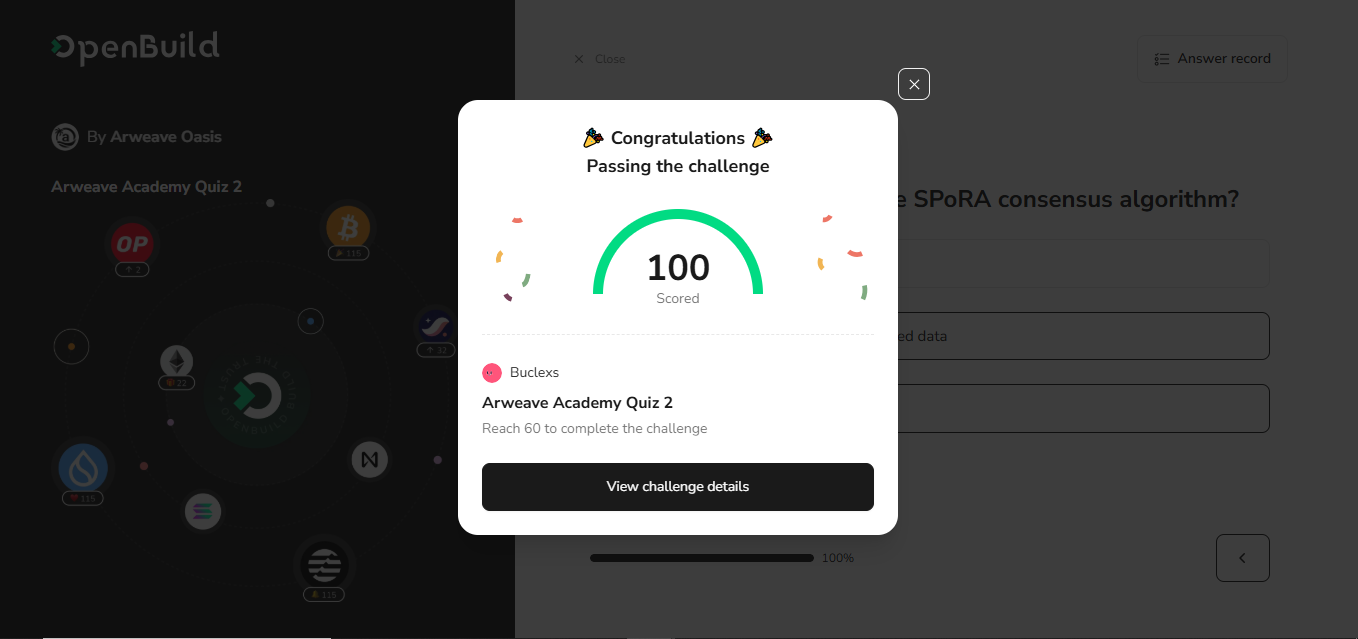 OpenBuild
By Arweave Oasis
Arweave Academy Quiz 2
OP
2
115
32
22
115
115
Close
Answer record
e SPoRA consensus algorithm?
ed data
100%
Congratulations
Passing the challenge
100
Scored
Buclexs
Arweave Academy Quiz 2
Reach 60 to complete the challenge
View challenge details